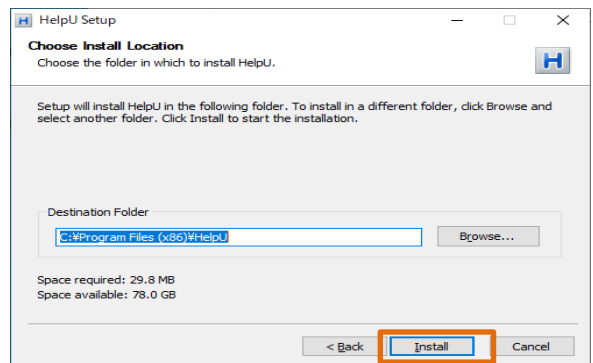 H HelpU Setup
Choose Install Location
Choose the folder in which to install HelpU.
H
Setup will install HelpU in the following folder. To install in a different folder, click Browse and
select another folder. Click Install to start the installation.
Destination Folder
C:¥Program Files (x86)¥HelpU
Browse...
Space required: 29.8 MB
Space available: 78.0 GB
< Back
Install
Cancel